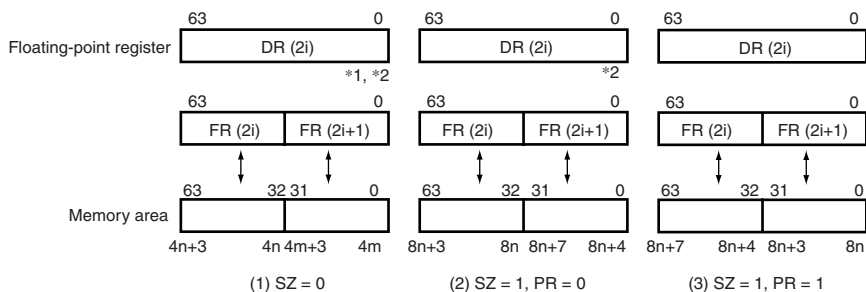 63 0 63 0 63 0
Floating-point register DR (2i) DR (2i) DR (2i)
*1, *2 *2
63 0 63 0 63 0
FR (2i) FR (2i+1) FR (2i) FR (2i+1) FR (2i) FR (2i+1)
63 32 31 0 63 32 31 0 63 32 31 0
Memory area
4n+3 4n 4m+3 4m 8n+3 8n 8n+7 8n+4 8n+7 8n+4 8n+3 8n
(1) SZ = 0 (2) SZ = 1, PR = 0 (3) SZ = 1, PR = 1